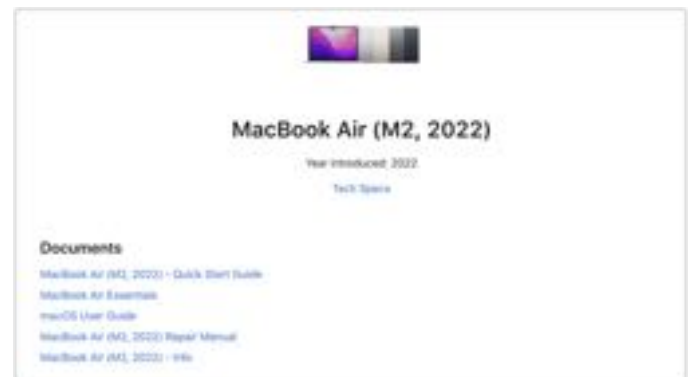 MacBook Air (M2, 2022)
Year introduced: 2022
Tech Specs
Documents
MacBook Air (M2, 2022) - Quick Start Guide
MacBook Air Essentials
macOS User Guide
MacBook Air (M2, 2022) Repair Manual
MacBook Air (M2, 2022) - Info